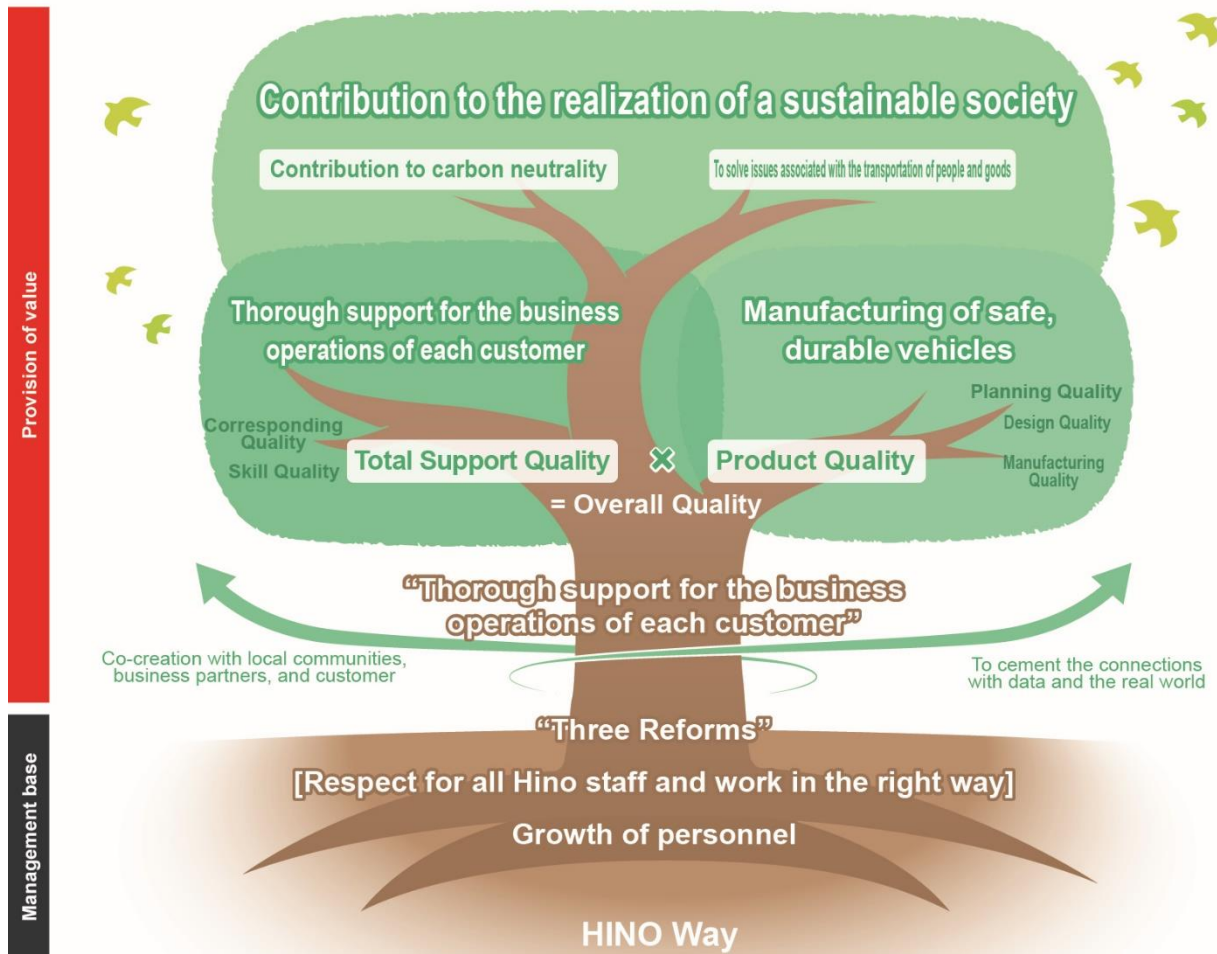 Provision of value
Contribution to the realization of a sustainable society
Contribution to carbon neutrality
To solve issues associated with the transportation of people and goods
Thorough support for the business
operations of each customer
Manufacturing of safe,
durable vehicles
Corresponding
Quality
Skill Quality
Total Support Quality
×
Product Quality
Planning Quality
Design Quality
Manufacturing
Quality
= Overall Quality
“Thorough support for the business
operations of each customer”
Co-creation with local communities,
business partners, and customer
To cement the connections
with data and the real world
Management base
“Three Reforms”
[Respect for all Hino staff and work in the right way]
Growth of personnel
HINO Way